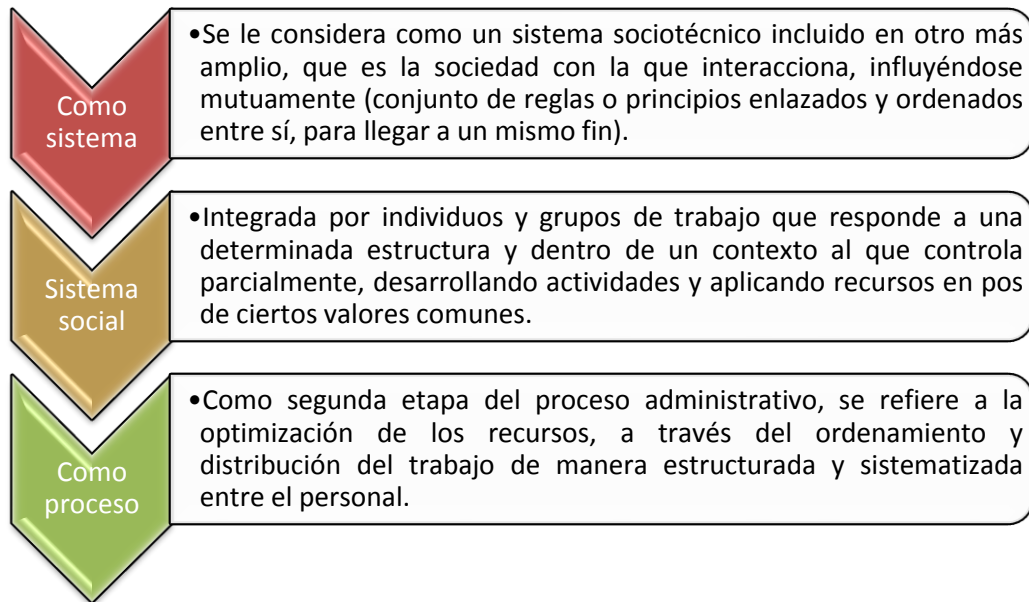 Como
sistema
•Se le considera como un sistema sociotécnico incluido en otro más
amplio, que es la sociedad con la que interacciona, influyéndose
mutuamente (conjunto de reglas o principios enlazados y ordenados
entre sí, para llegar a un mismo fin).
Sistema
social
•Integrada por individuos y grupos de trabajo que responde a una
determinada estructura y dentro de un contexto al que controla
parcialmente, desarrollando actividades y aplicando recursos en pos
de ciertos valores comunes.
Como
proceso
•Como segunda etapa del proceso administrativo, se refiere a la
optimización de los recursos, a través del ordenamiento y
distribución del trabajo de manera estructurada y sistematizada
entre el personal.